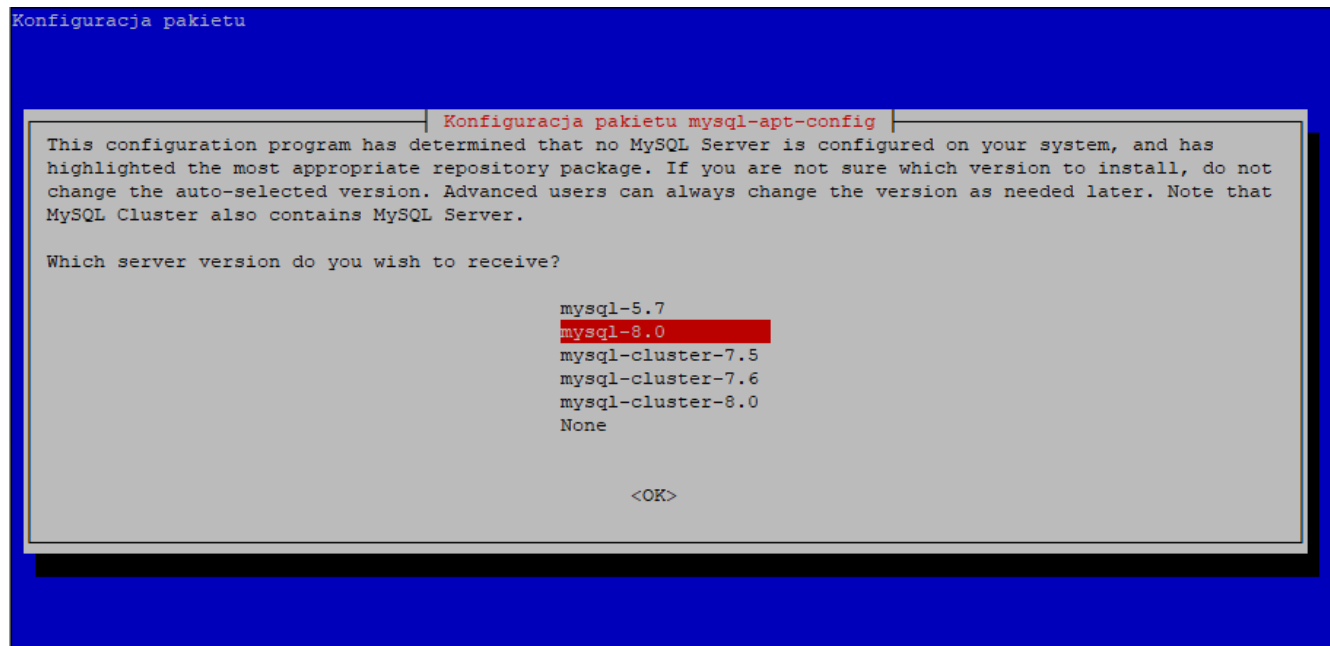 Konfiguracja pakietu
Konfiguracja pakietu mysql-apt-config
This configuration program has determined that no MySQL Server is configured on your system, and has
highlighted the most appropriate repository package. If you are not sure which version to install, do not
change the auto-selected version. Advanced users can always change the version as needed later. Note that
MySQL Cluster also contains MySQL Server.
Which server version do you wish to receive?
mysql-5.7
mysql-8.0
mysql-cluster-7.5
mysql-cluster-7.6
mysql-cluster-8.0
None
<OK>